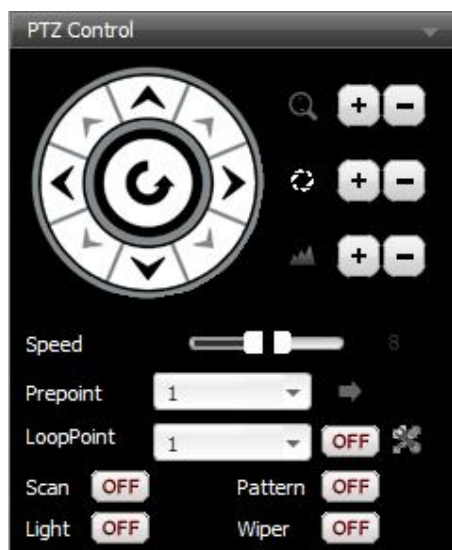 PTZ Control
+ -
+ -
+ -
Speed 8
Prepoint 1
LoopPoint 1 OFF
Scan OFF Pattern OFF
Light OFF Wiper OFF